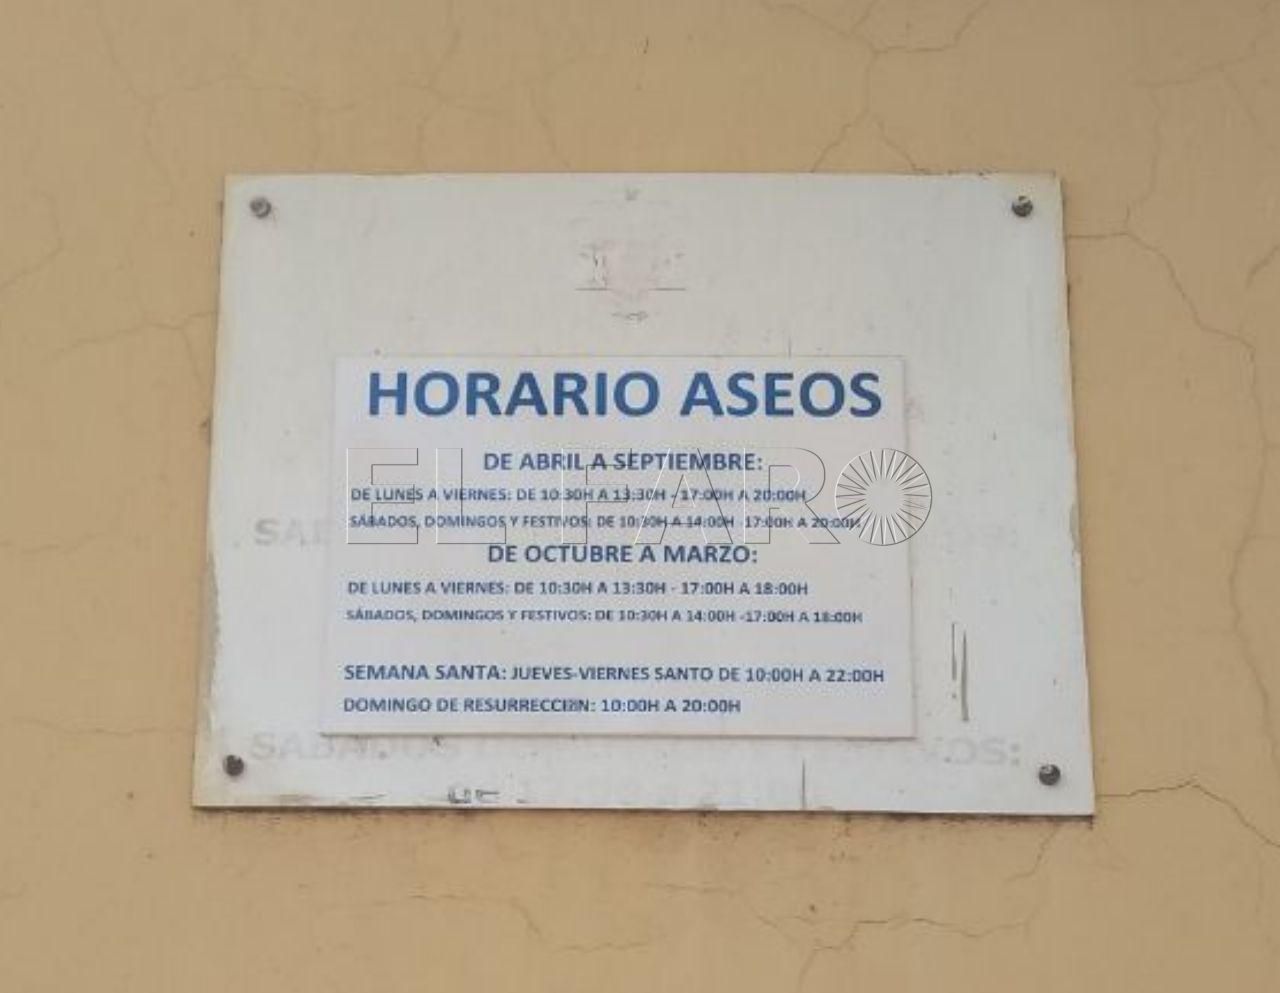 HORARIO ASEOS
DE ABRIL A SEPTIEMBRE:
DE LUNES A VIERNES: DE 10:30H A 13:30H - 17:00H A 20:00H
EL FARO
SÁBADOS, DOMINGOS Y FESTIVOS: DE 10:30H A 14:00H -17:00H A 20:00H
DE OCTUBRE A MARZO:
DE LUNES A VIERNES: DE 10:30H A 13:30H - 17:00H A 18:00H
SÁBADOS, DOMINGOS Y FESTIVOS: DE 10:30H A 14:00H -17:00H A 18:00H
SEMANA SANTA: JUEVES-VIERNES SANTO DE 10:00H A 22:00H
DOMINGO DE RESURRECCIÓN: 10:00H A 20:00H
SABADOS